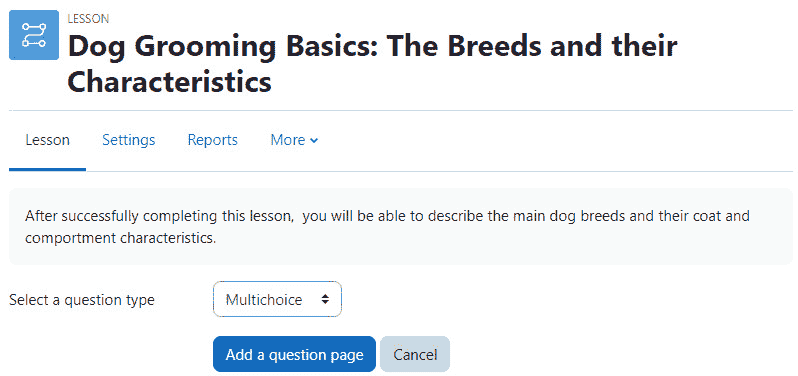 LESSON
Dog Grooming Basics: The Breeds and their
Characteristics
Lesson Settings Reports More
After successfully completing this lesson, you will be able to describe the main dog breeds and their coat and
comportment characteristics.
Select a question type Multichoice
Add a question page Cancel